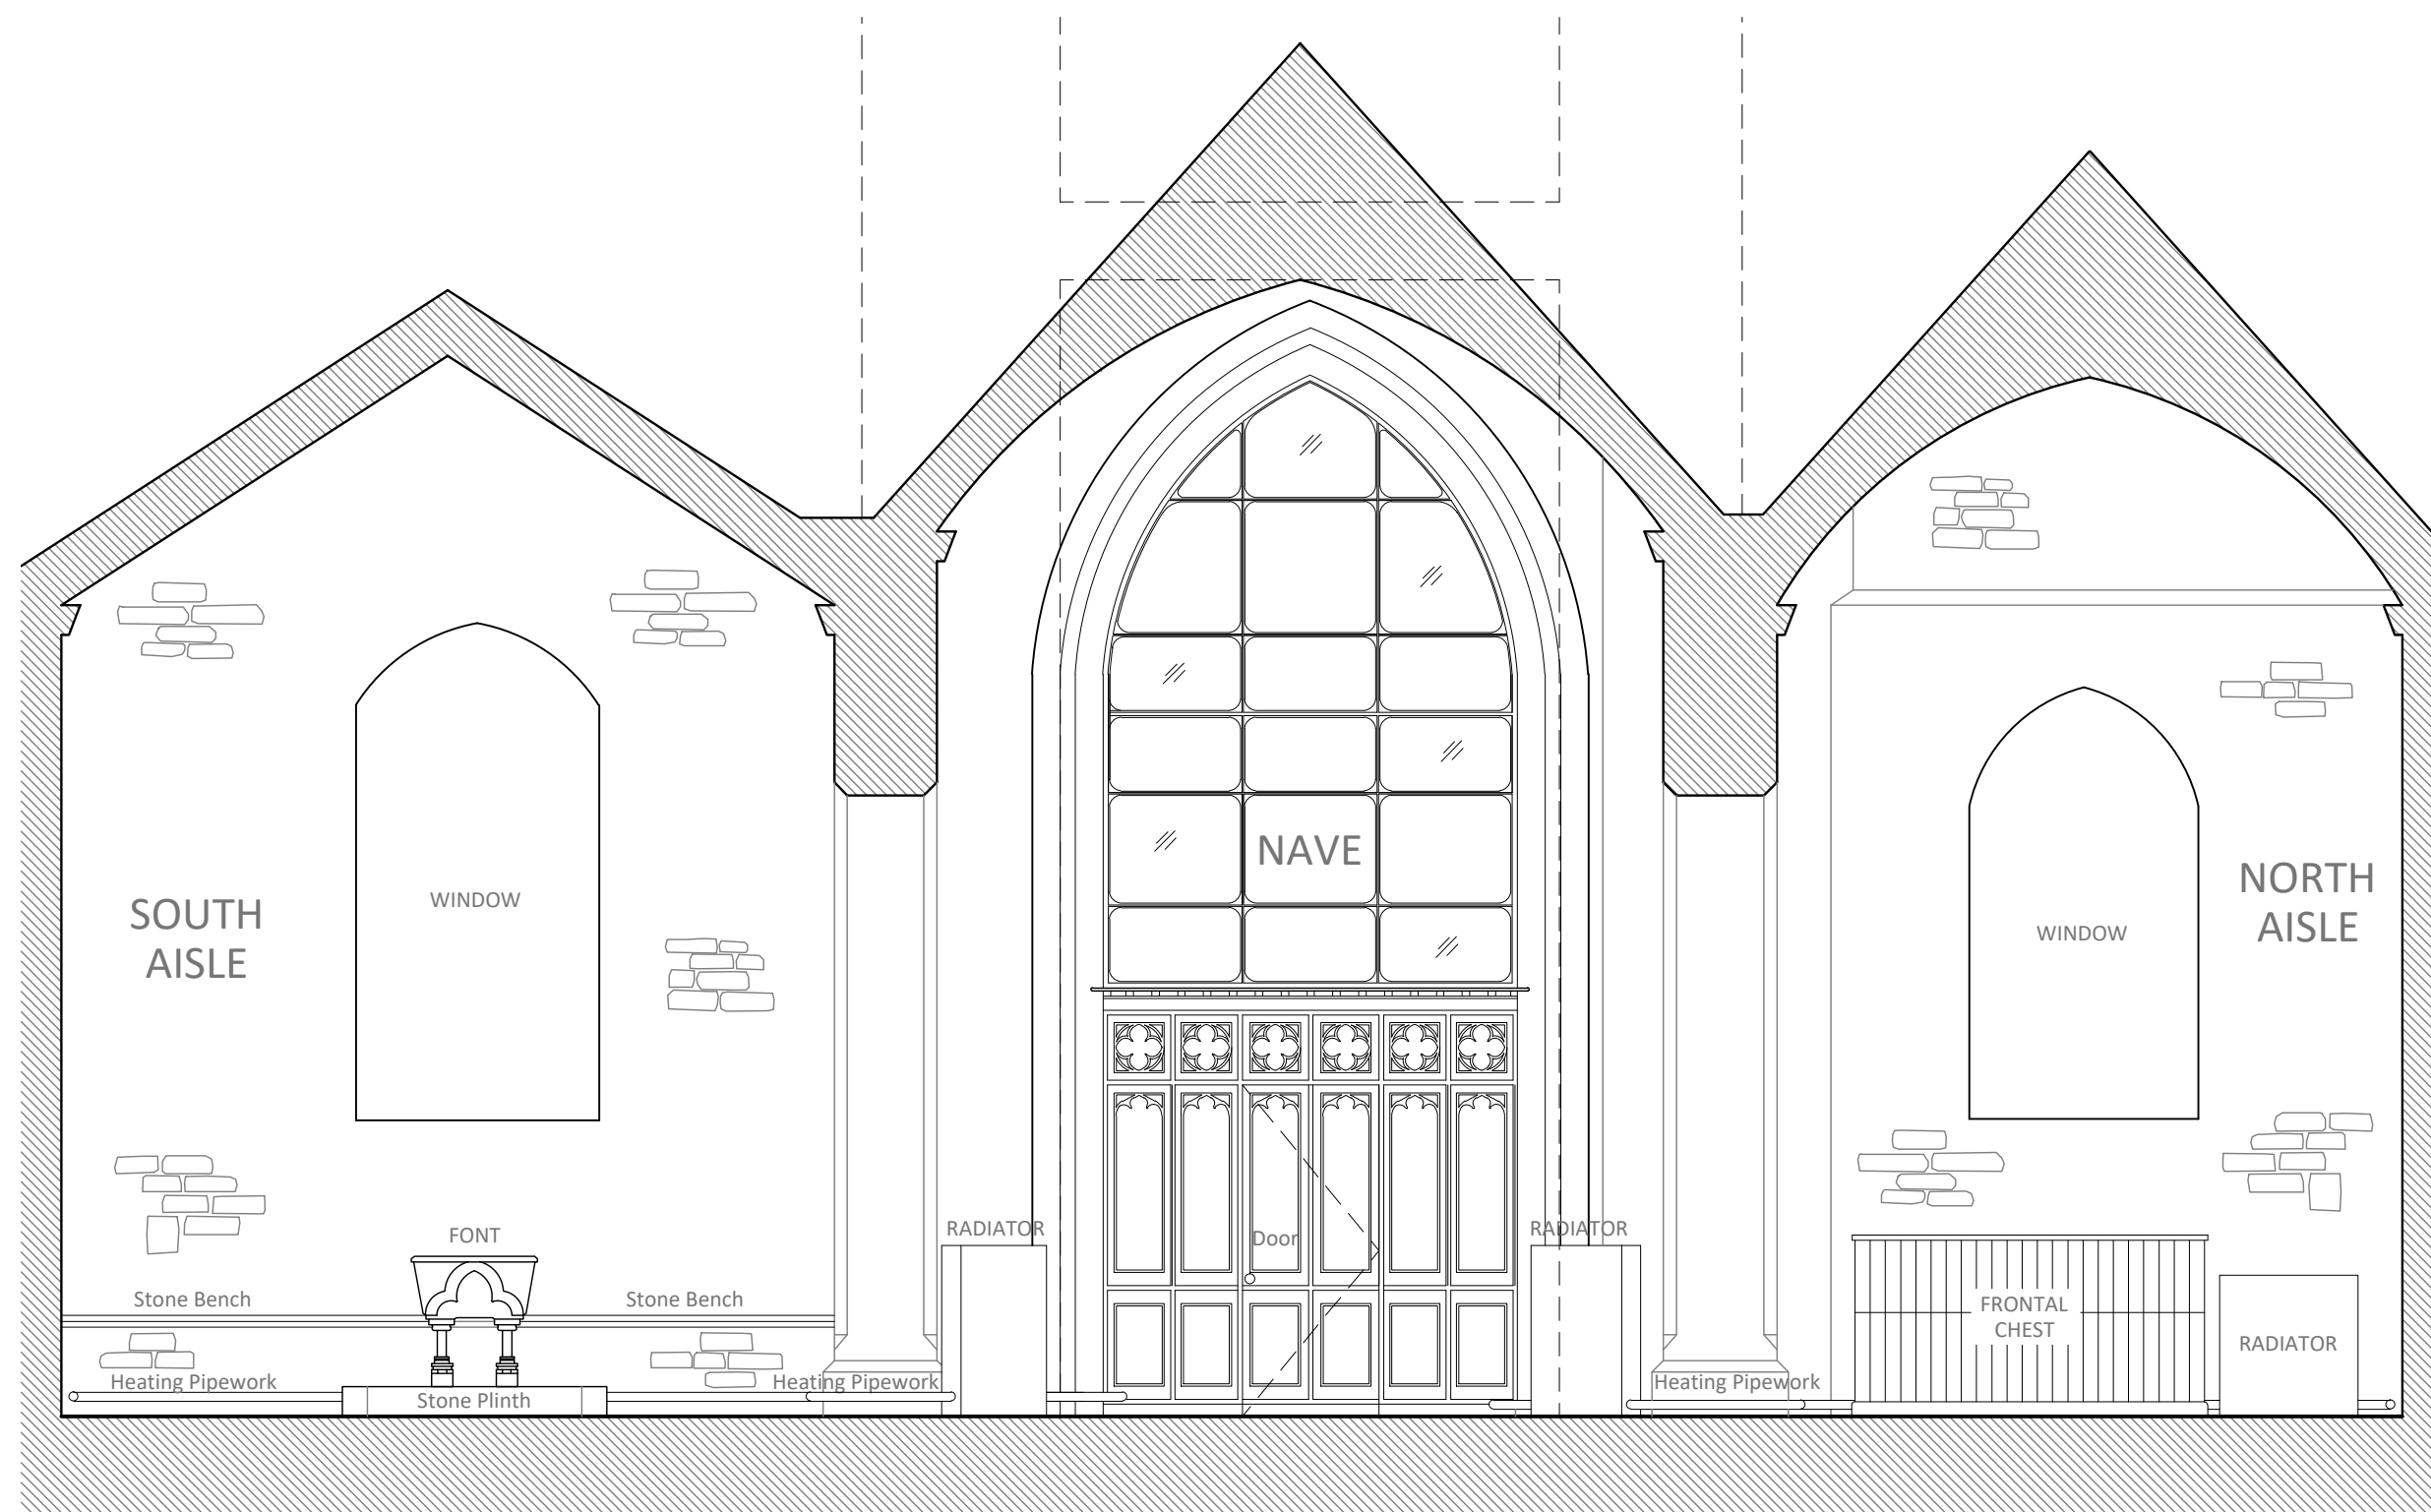 NAVE
SOUTH
AISLE
WINDOW
NORTH
AISLE
WINDOW
FONT
RADIATOR
RADIATOR
Door
Stone Bench
Stone Bench
FRONTAL
CHEST
RADIATOR
Heating Pipework
Heating Pipework
Heating Pipework
Stone Plinth